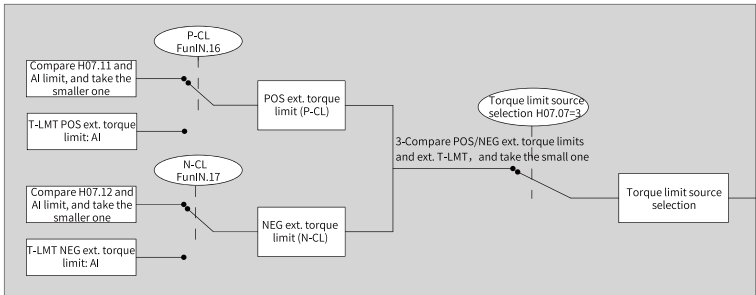 P-CL
FunIN.16
Compare H07.11 and
AI limit, and take the
smaller one
POS ext. torque
limit (P-CL)
T-LMT POS ext. torque
limit: AI
Torque limit source
selection H07.07=3
3-Compare POS/NEG ext. torque limits
and ext. T-LMT，and take the small one
N-CL
FunIN.17
Compare H07.12 and
AI limit, and take the
smaller one
NEG ext. torque
limit (N-CL)
T-LMT NEG ext. torque
limit: AI
Torque limit source
selection